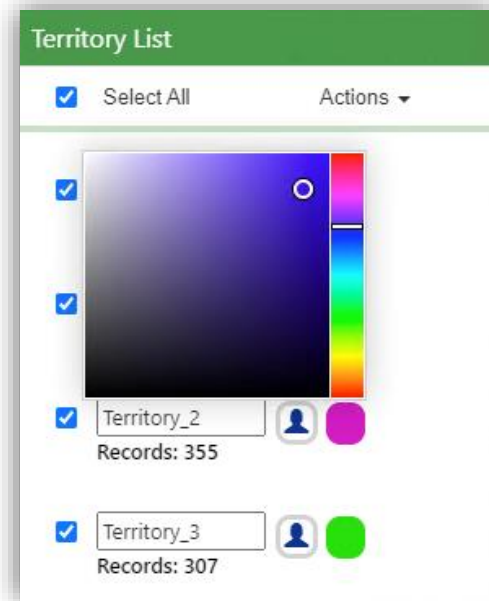 Territory List
Select All Actions
Territory_2
Records: 355
Territory_3
Records: 307